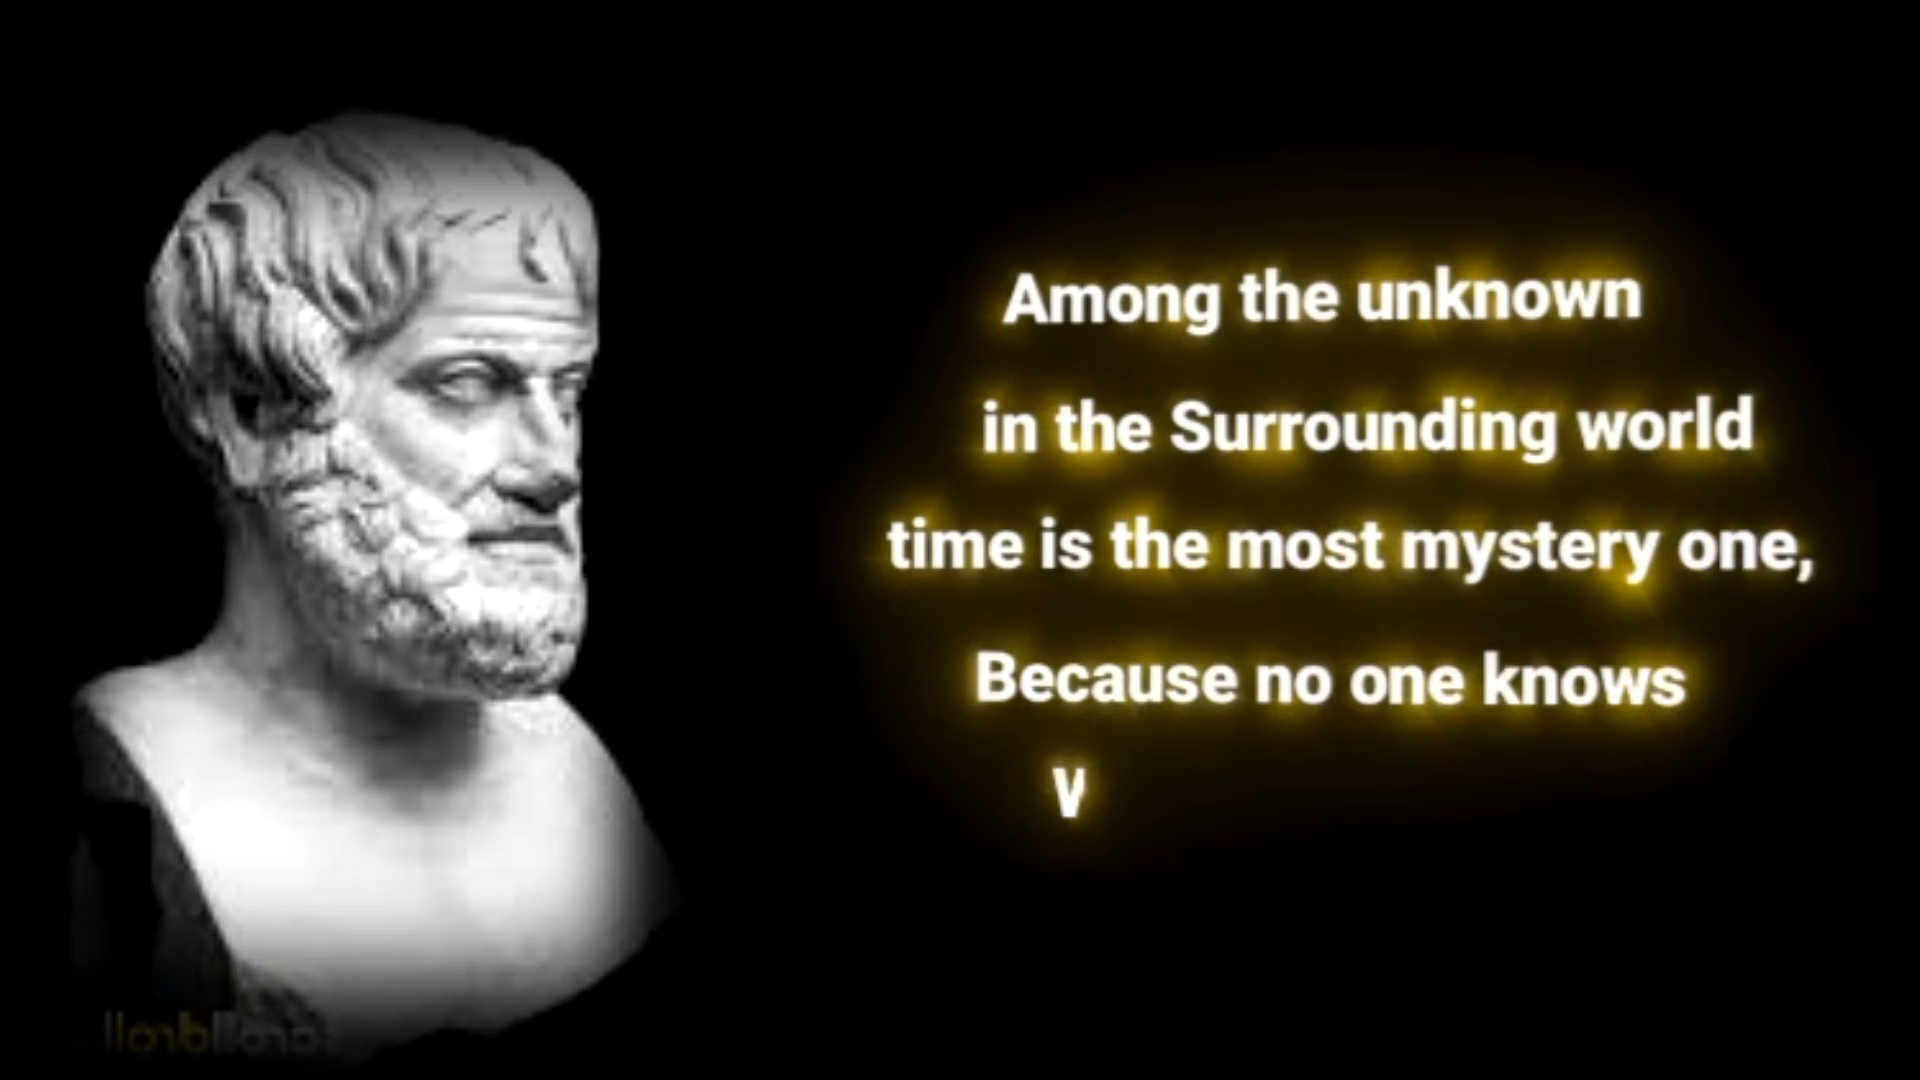 Among the unknown
in the Surrounding world
time is the most mystery one,
Because no one knows